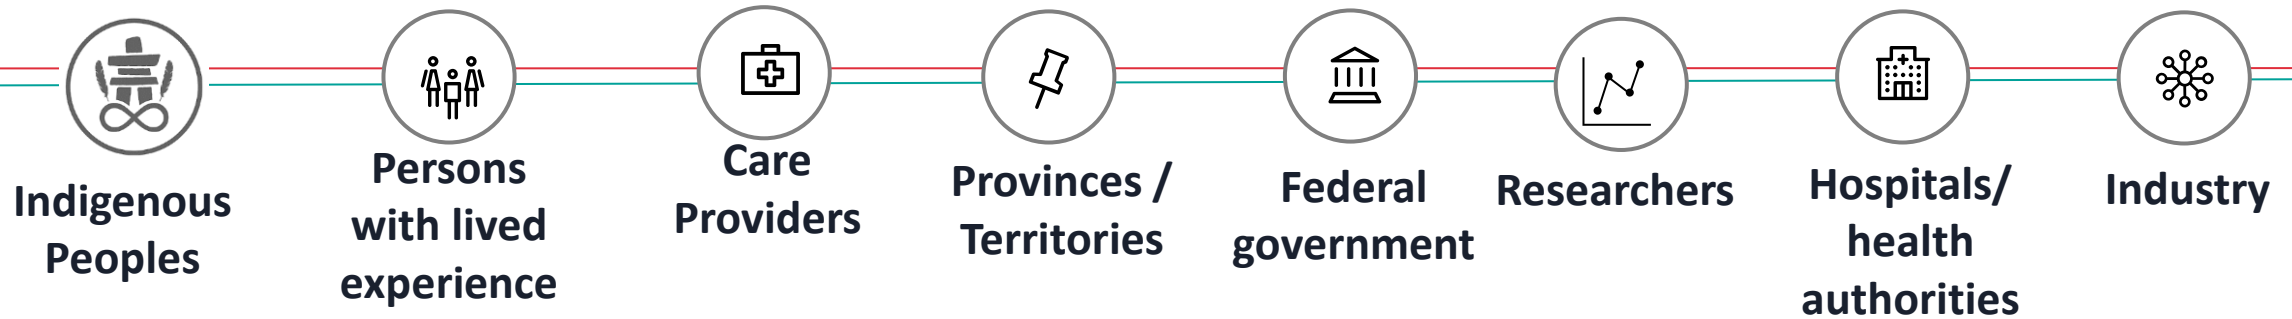 Indigenous
Peoples
Persons
with lived
experience
Care
Providers
Provinces /
Territories
Federal
government
Researchers
Hospitals/
health
authorities
Industry